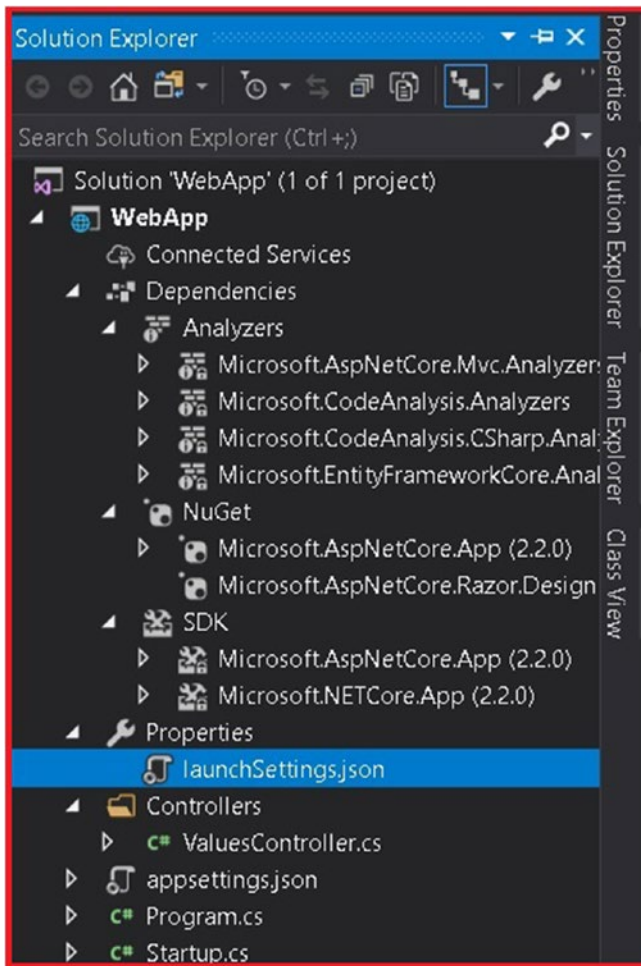 Solution Explorer
Search Solution Explorer (Ctrl+;)
Solution 'WebApp' (1 of 1 project)
WebApp
Connected Services
Dependencies
Analyzers
Microsoft.AspNetCore.Mvc.Analyzers
Microsoft.CodeAnalysis.Analyzers
Microsoft.CodeAnalysis.CSharp.Anal
Microsoft.EntityFrameworkCore.Anal
NuGet
Microsoft.AspNetCore.App (2.2.0)
Microsoft.AspNetCore.Razor.Design
SDK
Microsoft.AspNetCore.App (2.2.0)
Microsoft.NETCore.App (2.2.0)
Properties
launchSettings.json
Controllers
C# ValuesController.cs
appsettings.json
C# Program.cs
C# Startup.cs
Properties
Solution Explorer
Team Explorer
Class View